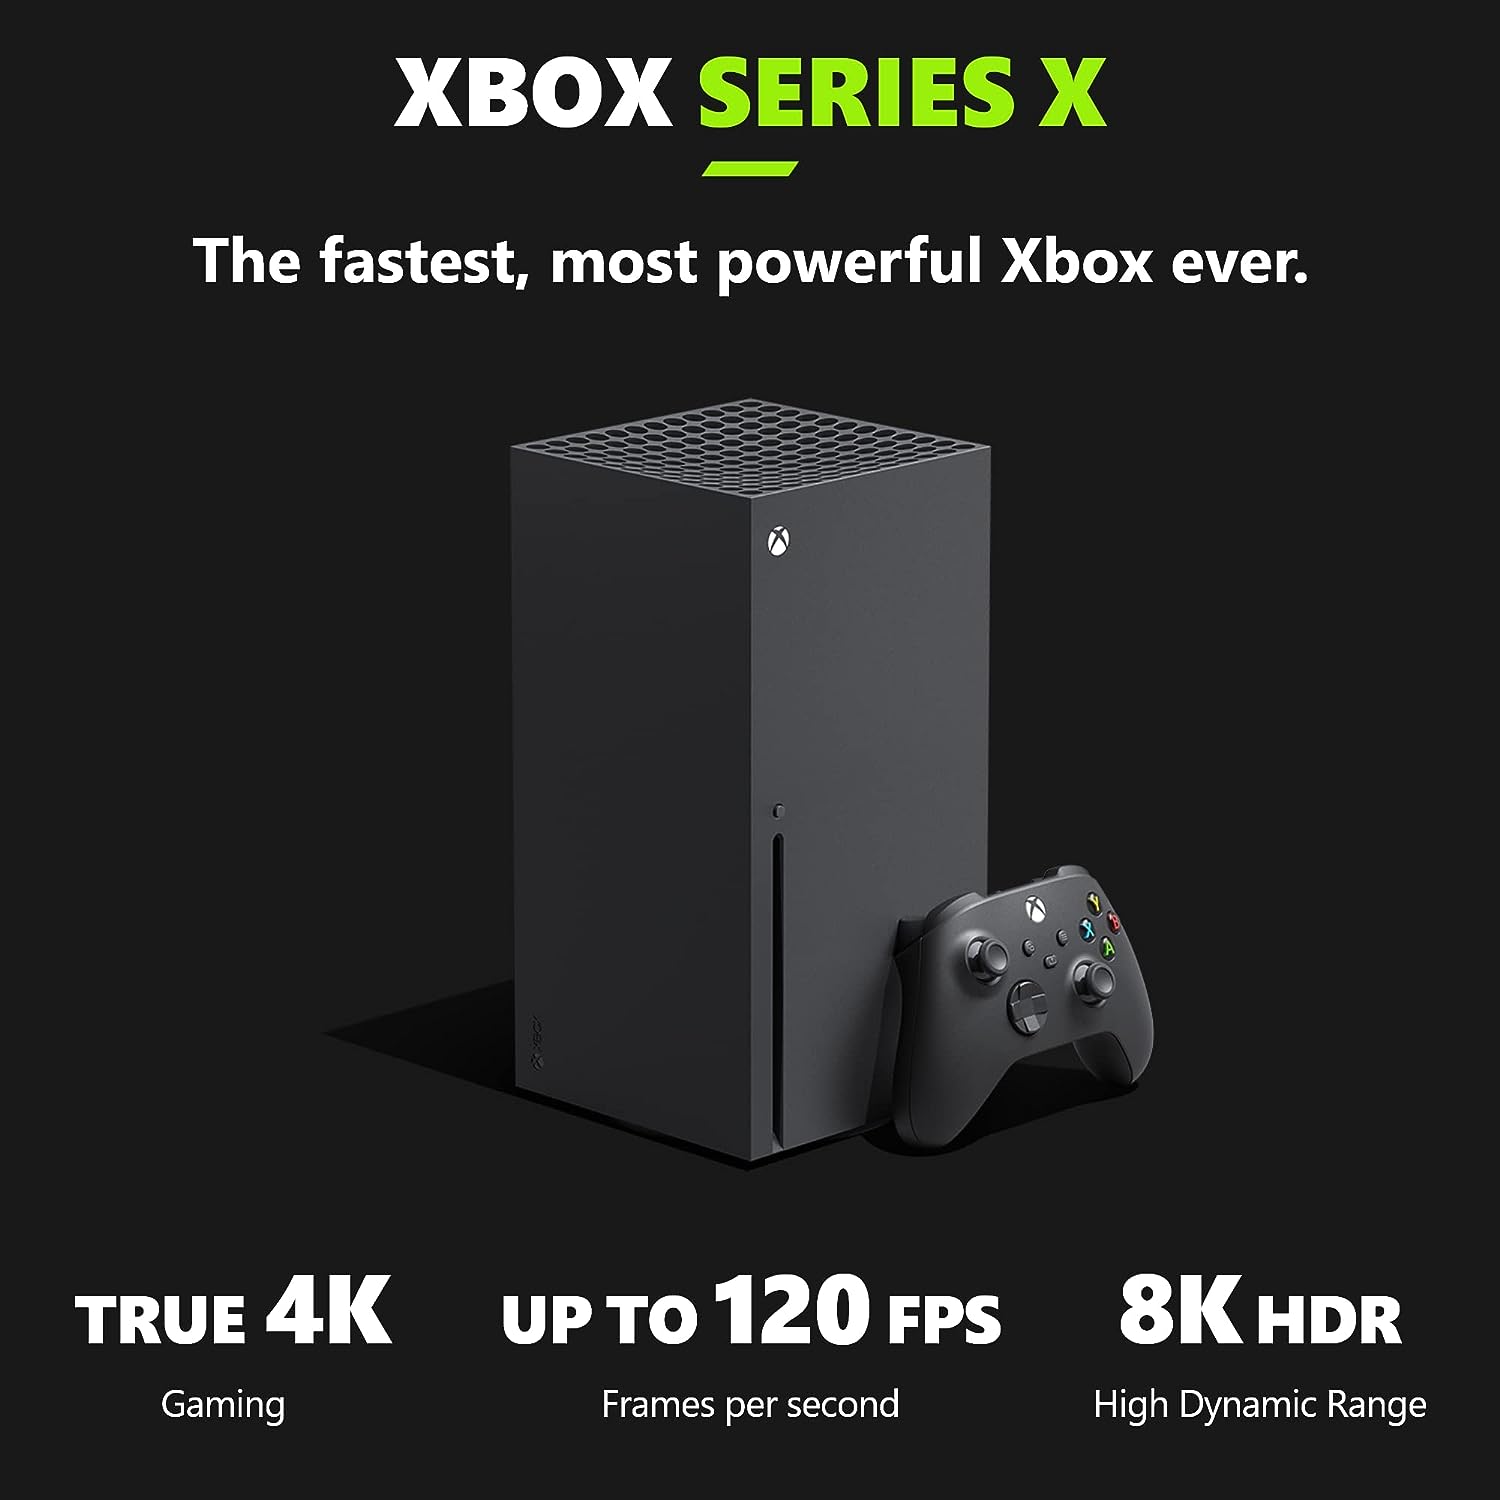 XBOX SERIES X
The fastest, most powerful Xbox ever.
XBOX
Y
X
B
A
TRUE 4K
UP TO 120 FPS
8K HDR
Gaming
Frames per second
High Dynamic Range